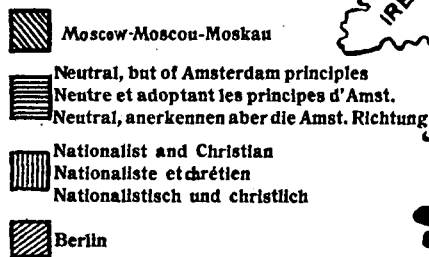 IRE
Moscow-Moscou-Moskau
Neutral, but of Amsterdam principles
Neutre et adoptant les principes d'Amst.
Neutral, anerkennen aber die Amst. Richtung
Nationalist and Christian
Nationaliste et chrétien
Nationalistisch und christlich
Berlin